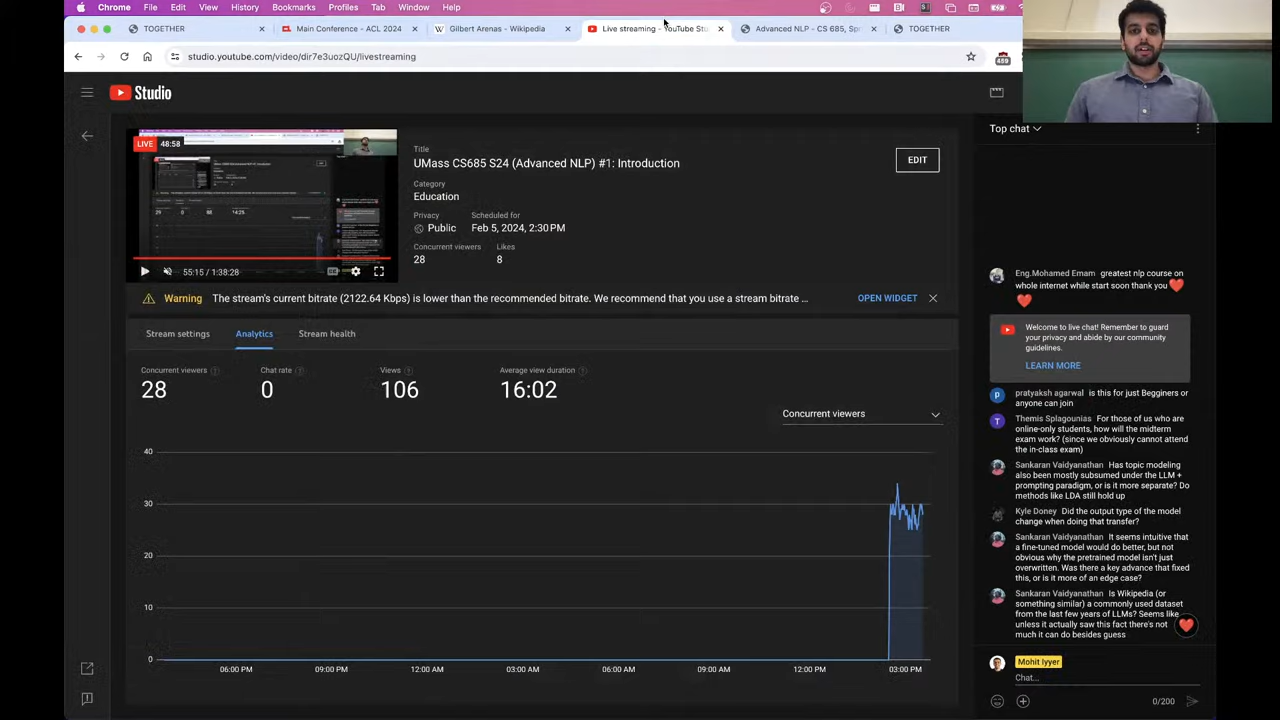 Chrome File Edit View History Bookmarks Profiles Tab Window Help
TOGETHER
Main Conference - ACL 2024
Gilbert Arenas - Wikipedia
Live streaming - YouTube Stu
Advanced NLP - CS 685, Spr
TOGETHER
studio.youtube.com/video/dir7e3uozQU/livestreaming
Studio
LIVE 48:58
55:15 / 1:38:28
Title
UMass CS685 S24 (Advanced NLP) #1: Introduction
EDIT
Category
Education
Privacy Scheduled for
Public Feb 5, 2024, 2:30 PM
Concurrent viewers Likes
28 8
Warning The stream's current bitrate (2122.64 Kbps) is lower than the recommended bitrate. We recommend that you use a stream bitrate ...
OPEN WIDGET
Stream settings Analytics Stream health
Concurrent viewers Chat rate Views Average view duration
28 0 106 16:02
Concurrent viewers
40
30
20
10
0
06:00 PM 09:00 PM 12:00 AM 03:00 AM 06:00 AM 09:00 AM 12:00 PM 03:00 PM
Top chat
Eng.Mohamed Emam greatest nlp course on
whole internet while start soon thank you
Welcome to live chat! Remember to guard
your privacy and abide by our community
guidelines.
LEARN MORE
pratyaksh agarwal is this for just Begginers or
anyone can join
Themis Splagounias For those of us who are
online-only students, how will the midterm
exam work? (since we obviously cannot attend
the in-class exam)
Sankaran Vaidyanathan Has topic modeling
also been mostly subsumed under the LLM +
prompting paradigm, or is it more separate? Do
methods like LDA still hold up
Kyle Doney Did the output type of the model
change when doing that transfer?
Sankaran Vaidyanathan It seems intuitive that
a fine-tuned model would do better, but not
obvious why the pretrained model isn't just
overwritten. Was there a key advance that fixed
this, or is it more of an edge case?
Sankaran Vaidyanathan Is Wikipedia (or
something similar) a commonly used dataset
from the last few years of LLMs? Seems like
unless it actually saw this fact there's not
much it can do besides guess
Mohit Iyyer
Chat...
0/200